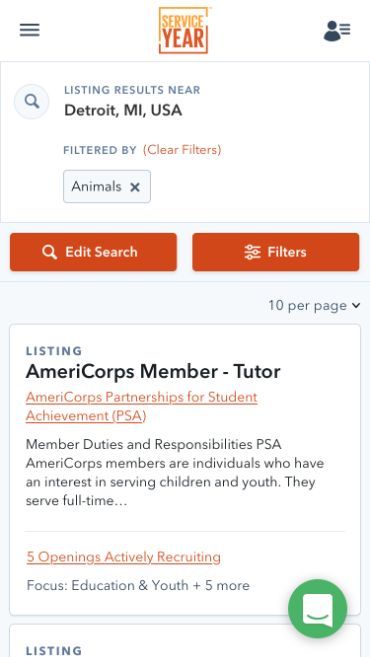 SERVICE
YEAR
LISTING RESULTS NEAR
Detroit, MI, USA
FILTERED BY (Clear Filters)
Animals ×
Edit Search
Filters
10 per page
LISTING
AmeriCorps Member - Tutor
AmeriCorps Partnerships for Student
Achievement (PSA)
Member Duties and Responsibilities PSA
AmeriCorps members are individuals who have
an interest in serving children and youth. They
serve full-time...
5 Openings Actively Recruiting
Focus: Education & Youth + 5 more
LISTING